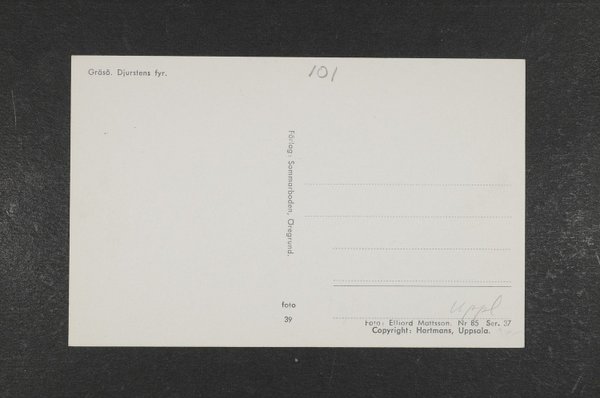 Gräsö. Djurstens fyr.
101
Förlag: Sommarboden, Öregrund.
foto
39
Uppl
Foto: Elfjord Mattsson. Nr 85 Ser. 37
Copyright: Hartmans, Uppsala.